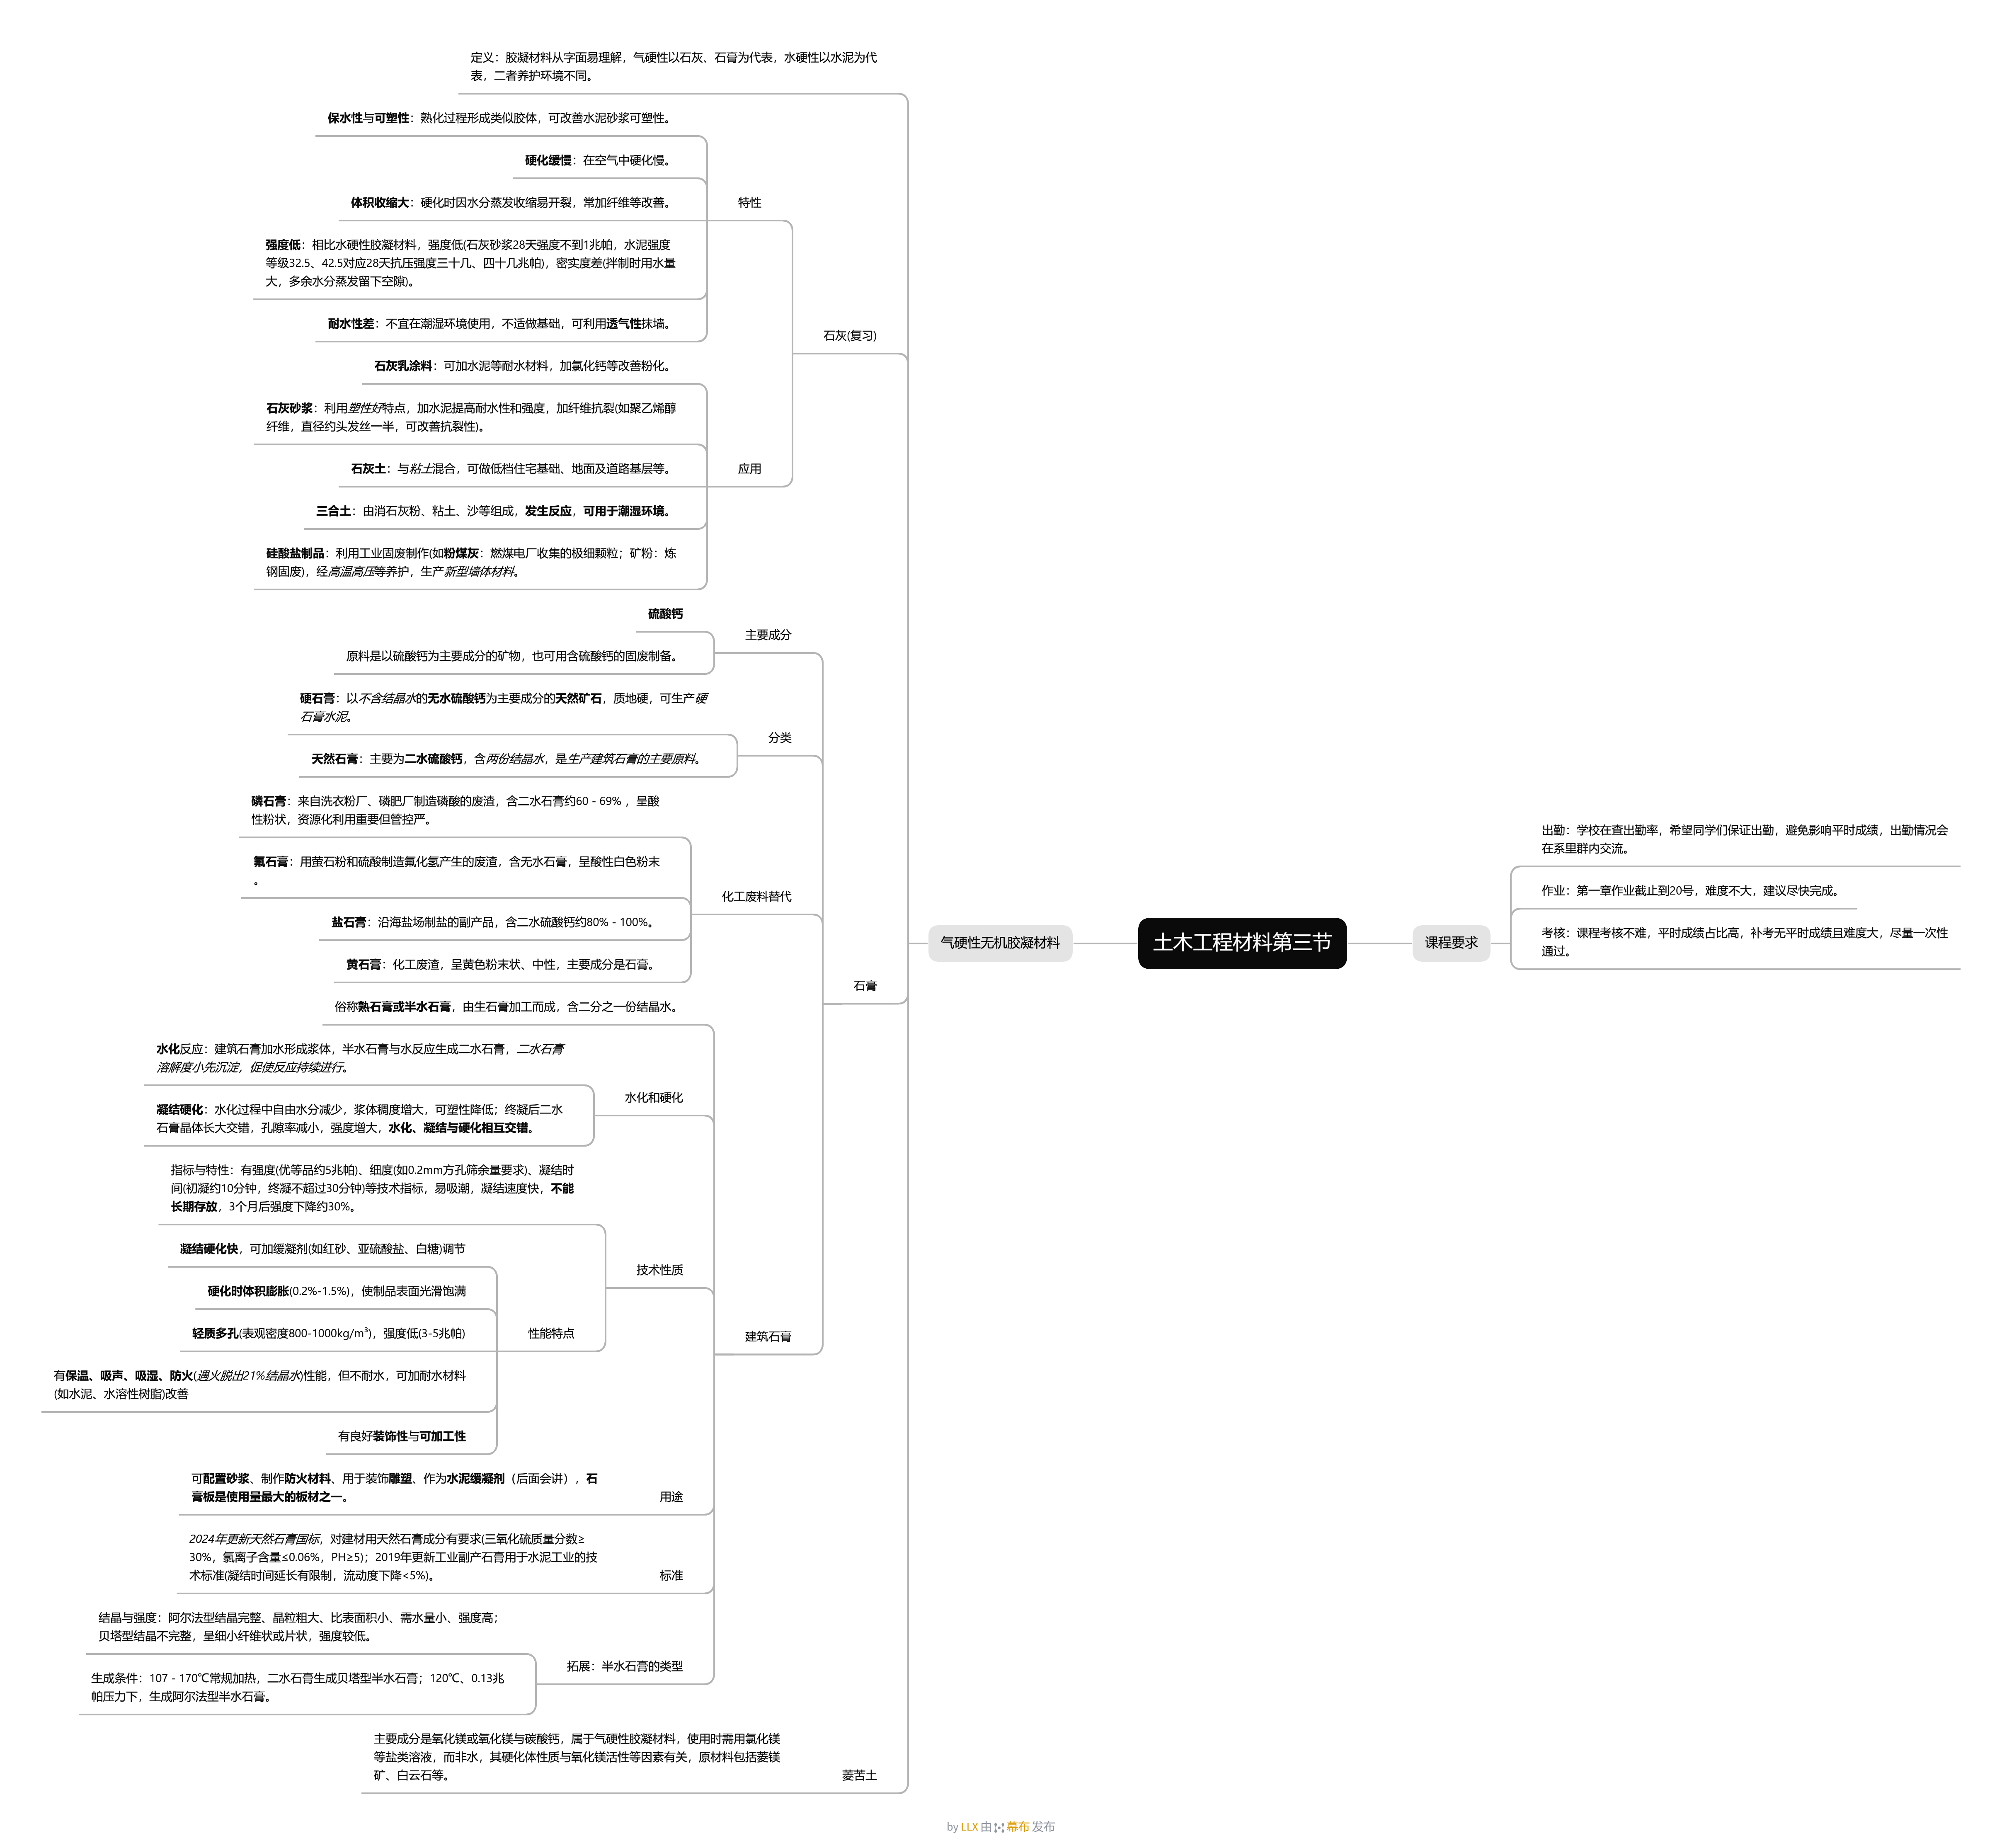 定义：胶凝材料从字面易理解，气硬性以石灰、石膏为代表，水硬性以水泥为代
表，二者养护环境不同。
保水性与可塑性：熟化过程形成类似胶体，可改善水泥砂浆可塑性。
硬化缓慢：在空气中硬化慢。
体积收缩大：硬化时因水分蒸发收缩易开裂，常加纤维等改善。
特性
强度低：相比水硬性胶凝材料，强度低(石灰砂浆28天强度不到1兆帕，水泥强度
等级32.5、42.5对应28天抗压强度三十几、四十几兆帕)，密实度差(拌制时用水量
大，多余水分蒸发留下空隙)。
耐水性差：不宜在潮湿环境使用，不适做基础，可利用透气性抹墙。
石灰(复习)
石灰乳涂料：可加水泥等耐水材料，加氯化钙等改善粉化。
石灰砂浆：利用塑性好特点，加水泥提高耐水性和强度，加纤维抗裂(如聚乙烯醇
纤维，直径约头发丝一半，可改善抗裂性)。
石灰土：与粘土混合，可做低档住宅基础、地面及道路基层等。
应用
三合土：由消石灰粉、粘土、沙等组成，发生反应，可用于潮湿环境。
硅酸盐制品：利用工业固废制作(如粉煤灰：燃煤电厂收集的极细颗粒；矿粉：炼
钢固废)，经高温高压等养护，生产新型墙体材料。
硫酸钙
主要成分
原料是以硫酸钙为主要成分的矿物，也可用含硫酸钙的固废制备。
硬石膏：以不含结晶水的无水硫酸钙为主要成分的天然矿石，质地硬，可生产硬
石膏水泥。
分类
天然石膏：主要为二水硫酸钙，含两份结晶水，是生产建筑石膏的主要原料。
磷石膏：来自洗衣粉厂、磷肥厂制造磷酸的废渣，含二水石膏约60 - 69% ，呈酸
性粉状，资源化利用重要但管控严。
氟石膏：用萤石粉和硫酸制造氟化氢产生的废渣，含无水石膏，呈酸性白色粉末
。
化工废料替代
盐石膏：沿海盐场制盐的副产品，含二水硫酸钙约80% - 100%。
黄石膏：化工废渣，呈黄色粉末状、中性，主要成分是石膏。
石膏
俗称熟石膏或半水石膏，由生石膏加工而成，含二分之一份结晶水。
水化反应：建筑石膏加水形成浆体，半水石膏与水反应生成二水石膏，二水石膏
溶解度小先沉淀，促使反应持续进行。
水化和硬化
凝结硬化：水化过程中自由水分减少，浆体稠度增大，可塑性降低；终凝后二水
石膏晶体长大交错，孔隙率减小，强度增大，水化、凝结与硬化相互交错。
指标与特性：有强度(优等品约5兆帕)、细度(如0.2mm方孔筛余量要求)、凝结时
间(初凝约10分钟，终凝不超过30分钟)等技术指标，易吸潮，凝结速度快，不能
长期存放，3个月后强度下降约30%。
凝结硬化快，可加缓凝剂(如红砂、亚硫酸盐、白糖)调节
技术性质
硬化时体积膨胀(0.2%-1.5%)，使制品表面光滑饱满
轻质多孔(表观密度800-1000kg/m³)，强度低(3-5兆帕)
性能特点
建筑石膏
有保温、吸声、吸湿、防火(遇火脱出21%结晶水)性能，但不耐水，可加耐水材料
(如水泥、水溶性树脂)改善
有良好装饰性与可加工性
可配置砂浆、制作防火材料、用于装饰雕塑、作为水泥缓凝剂（后面会讲），石
膏板是使用量最大的板材之一。
用途
2024年更新天然石膏国标，对建材用天然石膏成分有要求(三氧化硫质量分数≥
30%，氯离子含量≤0.06%，PH≥5)；2019年更新工业副产石膏用于水泥工业的技
术标准(凝结时间延长有限制，流动度下降<5%)。
标准
结晶与强度：阿尔法型结晶完整、晶粒粗大、比表面积小、需水量小、强度高；
贝塔型结晶不完整，呈细小纤维状或片状，强度较低。
拓展：半水石膏的类型
生成条件：107 - 170℃常规加热，二水石膏生成贝塔型半水石膏；120℃、0.13兆
帕压力下，生成阿尔法型半水石膏。
主要成分是氧化镁或氧化镁与碳酸钙，属于气硬性胶凝材料，使用时需用氯化镁
等盐类溶液，而非水，其硬化体性质与氧化镁活性等因素有关，原材料包括菱镁
矿、白云石等。
菱苦土
气硬性无机胶凝材料
土木工程材料第三节
课程要求
出勤：学校在查出勤率，希望同学们保证出勤，避免影响平时成绩，出勤情况会
在系里群内交流。
作业：第一章作业截止到20号，难度不大，建议尽快完成。
考核：课程考核不难，平时成绩占比高，补考无平时成绩且难度大，尽量一次性
通过。
by LLX 由 幕布 发布